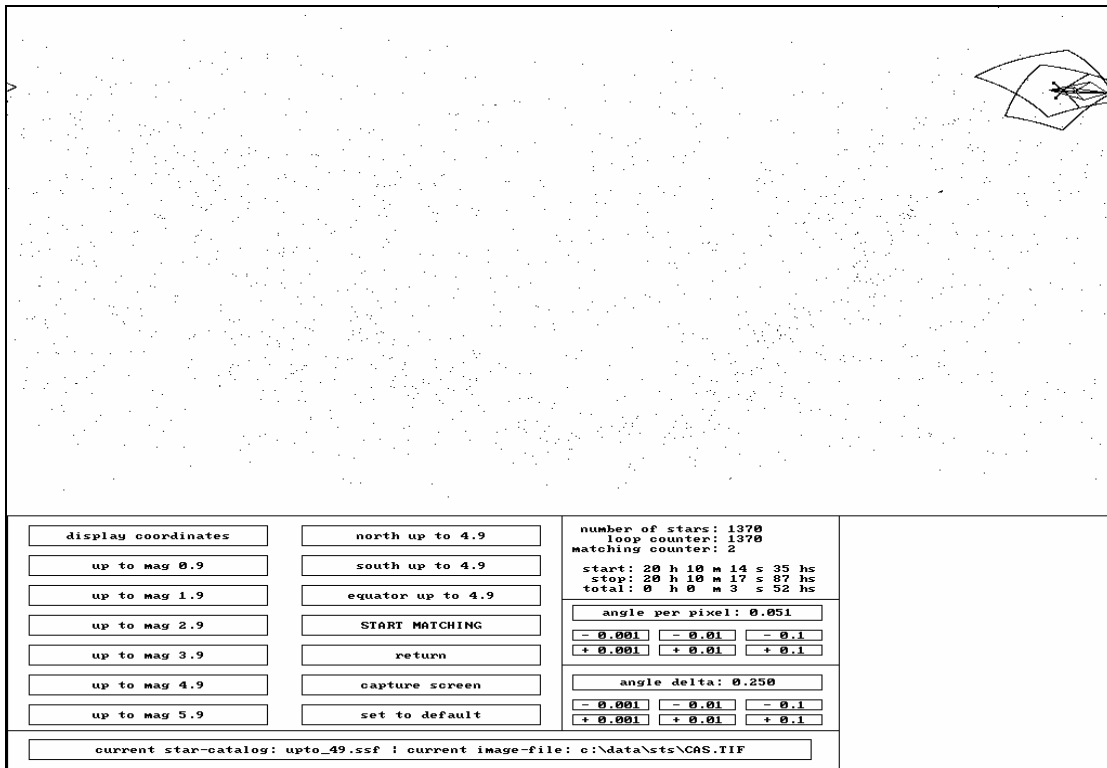 display coordinates
up to mag 0.9
up to mag 1.9
up to mag 2.9
up to mag 3.9
up to mag 4.9
up to mag 5.9
north up to 4.9
south up to 4.9
equator up to 4.9
START MATCHING
return
capture screen
set to default
number of stars: 1370
loop counter: 1370
matching counter: 2
start: 20 h 10 m 14 s 35 hs
stop: 20 h 10 m 17 s 87 hs
total: 0 h 0 m 3 s 52 hs
angle per pixel: 0.051
- 0.001 - 0.01 - 0.1
+ 0.001 + 0.01 + 0.1
angle delta: 0.250
- 0.001 - 0.01 - 0.1
+ 0.001 + 0.01 + 0.1
current star-catalog: upto_49.ssf ¦ current image-file: c:\data\sts\CAS.TIF